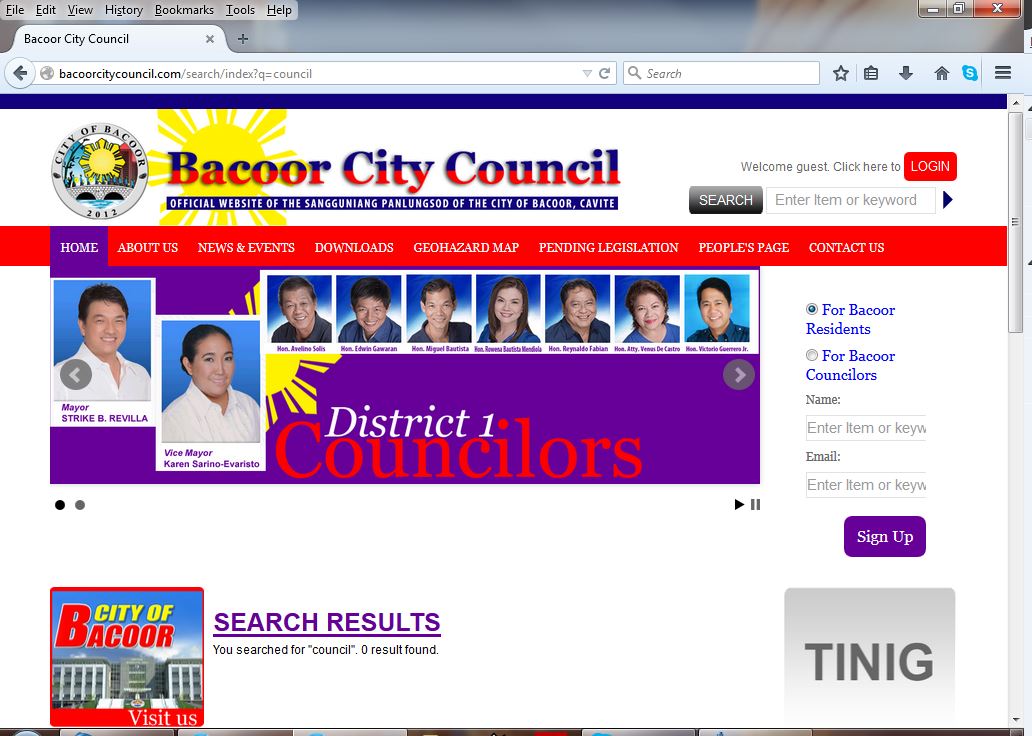 File Edit View History Bookmarks Tools Help
Bacoor City Council
bacoorcitycouncil.com/search/index?q=council
Search
CITY OF BACOOR
2012
Bacoor City Council
OFFICIAL WEBSITE OF THE SANGGUNIANG PANLUNGSOD OF THE CITY OF BACOOR, CAVITE
Welcome guest. Click here to LOGIN
SEARCH Enter Item or keyword
HOME ABOUT US NEWS & EVENTS DOWNLOADS GEOHAZARD MAP PENDING LEGISLATION PEOPLE'S PAGE CONTACT US
Hon. Avelino Solis Hon. Edwin Gawaran Hon. Miguel Bautista Hon. Rowena Bautista Mendiola Hon. Reynaldo Fabian Hon. Atty. Venus De Castro Hon. Victorio Guerrero Jr.
Mayor
STRIKE B. REVILLA
Vice Mayor
Karen Sarino-Evaristo
District 1
Councilors
For Bacoor
Residents
For Bacoor
Councilors
Name:
Enter Item or keyw
Email:
Enter Item or keyw
Sign Up
CITY OF
BACOOR
Visit us
SEARCH RESULTS
You searched for "council". 0 result found.
TINIG